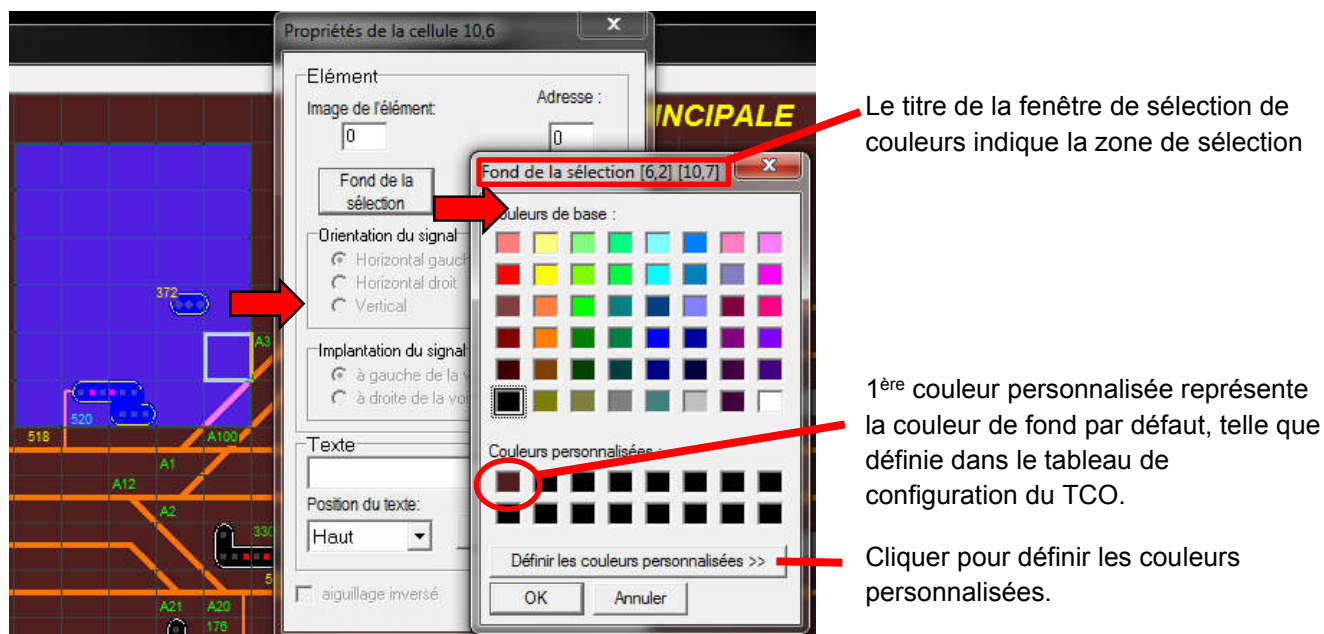 Propriétés de la cellule 10,6
x
Elément
Image de l'élément:
Adresse :
0
0
INCIPALE
Le titre de la fenêtre de sélection de
couleurs indique la zone de sélection
Fond de la
sélection
Fond de la sélection [6,2] [10,7]
x
ouleurs de base :
Orientation du signal
Horizontal gauch
Horizontal droit
Vertical
372
Implantation du signal
à gauche de la v
à droite de la voi
A3
520
518
A100
1ère couleur personnalisée représente
la couleur de fond par défaut, telle que
définie dans le tableau de
configuration du TCO.
Texte
Couleurs personnalisées :
A1
A12
A2
Position du texte:
Haut
330
5
Définir les couleurs personnalisées >>
Cliquer pour définir les couleurs
personnalisées.
aiguillage inversé
OK
Annuler
A21
A20
176